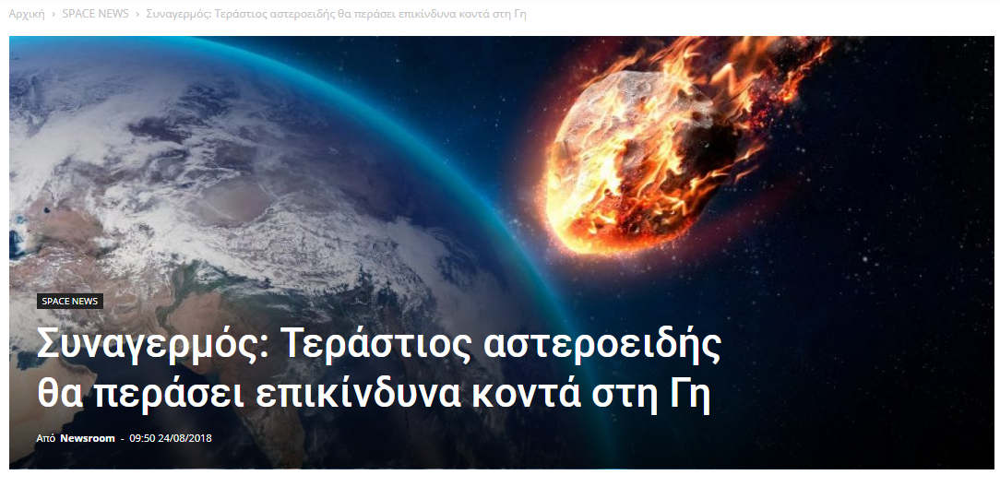 Αρχική › SPACE NEWS › Συναγερμός: Τεράστιος αστεροειδής θα περάσει επικίνδυνα κοντά στη Γη
SPACE NEWS
Συναγερμός: Τεράστιος αστεροειδής
θα περάσει επικίνδυνα κοντά στη Γη
Από Newsroom - 09:50 24/08/2018